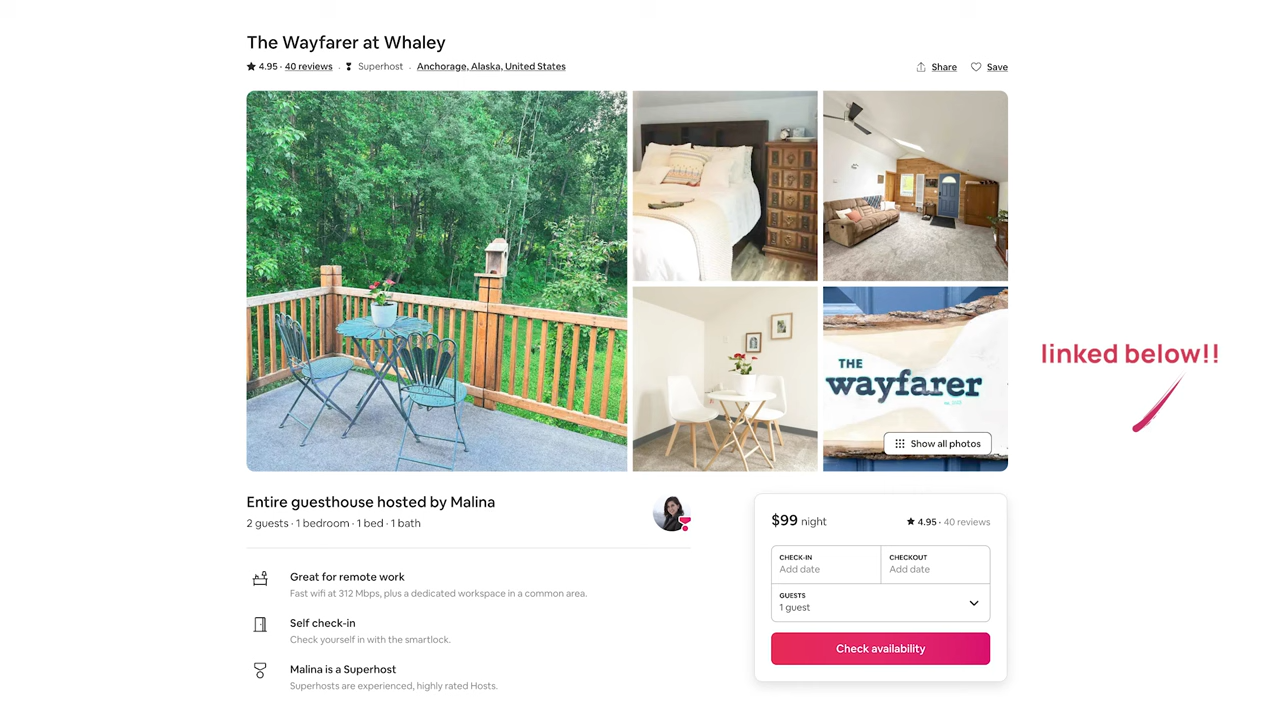 The Wayfarer at Whaley
4.95 · 40 reviews · Superhost · Anchorage, Alaska, United States
Share
Save
THE
wayfarer
Show all photos
linked below!!
Entire guesthouse hosted by Malina
2 guests · 1 bedroom · 1 bed · 1 bath
Great for remote work
Fast wifi at 312 Mbps, plus a dedicated workspace in a common area.
Self check-in
Check yourself in with the smartlock.
Malina is a Superhost
Superhosts are experienced, highly rated Hosts.
$99 night
4.95 · 40 reviews
CHECK-IN
Add date
CHECKOUT
Add date
GUESTS
1 guest
Check availability